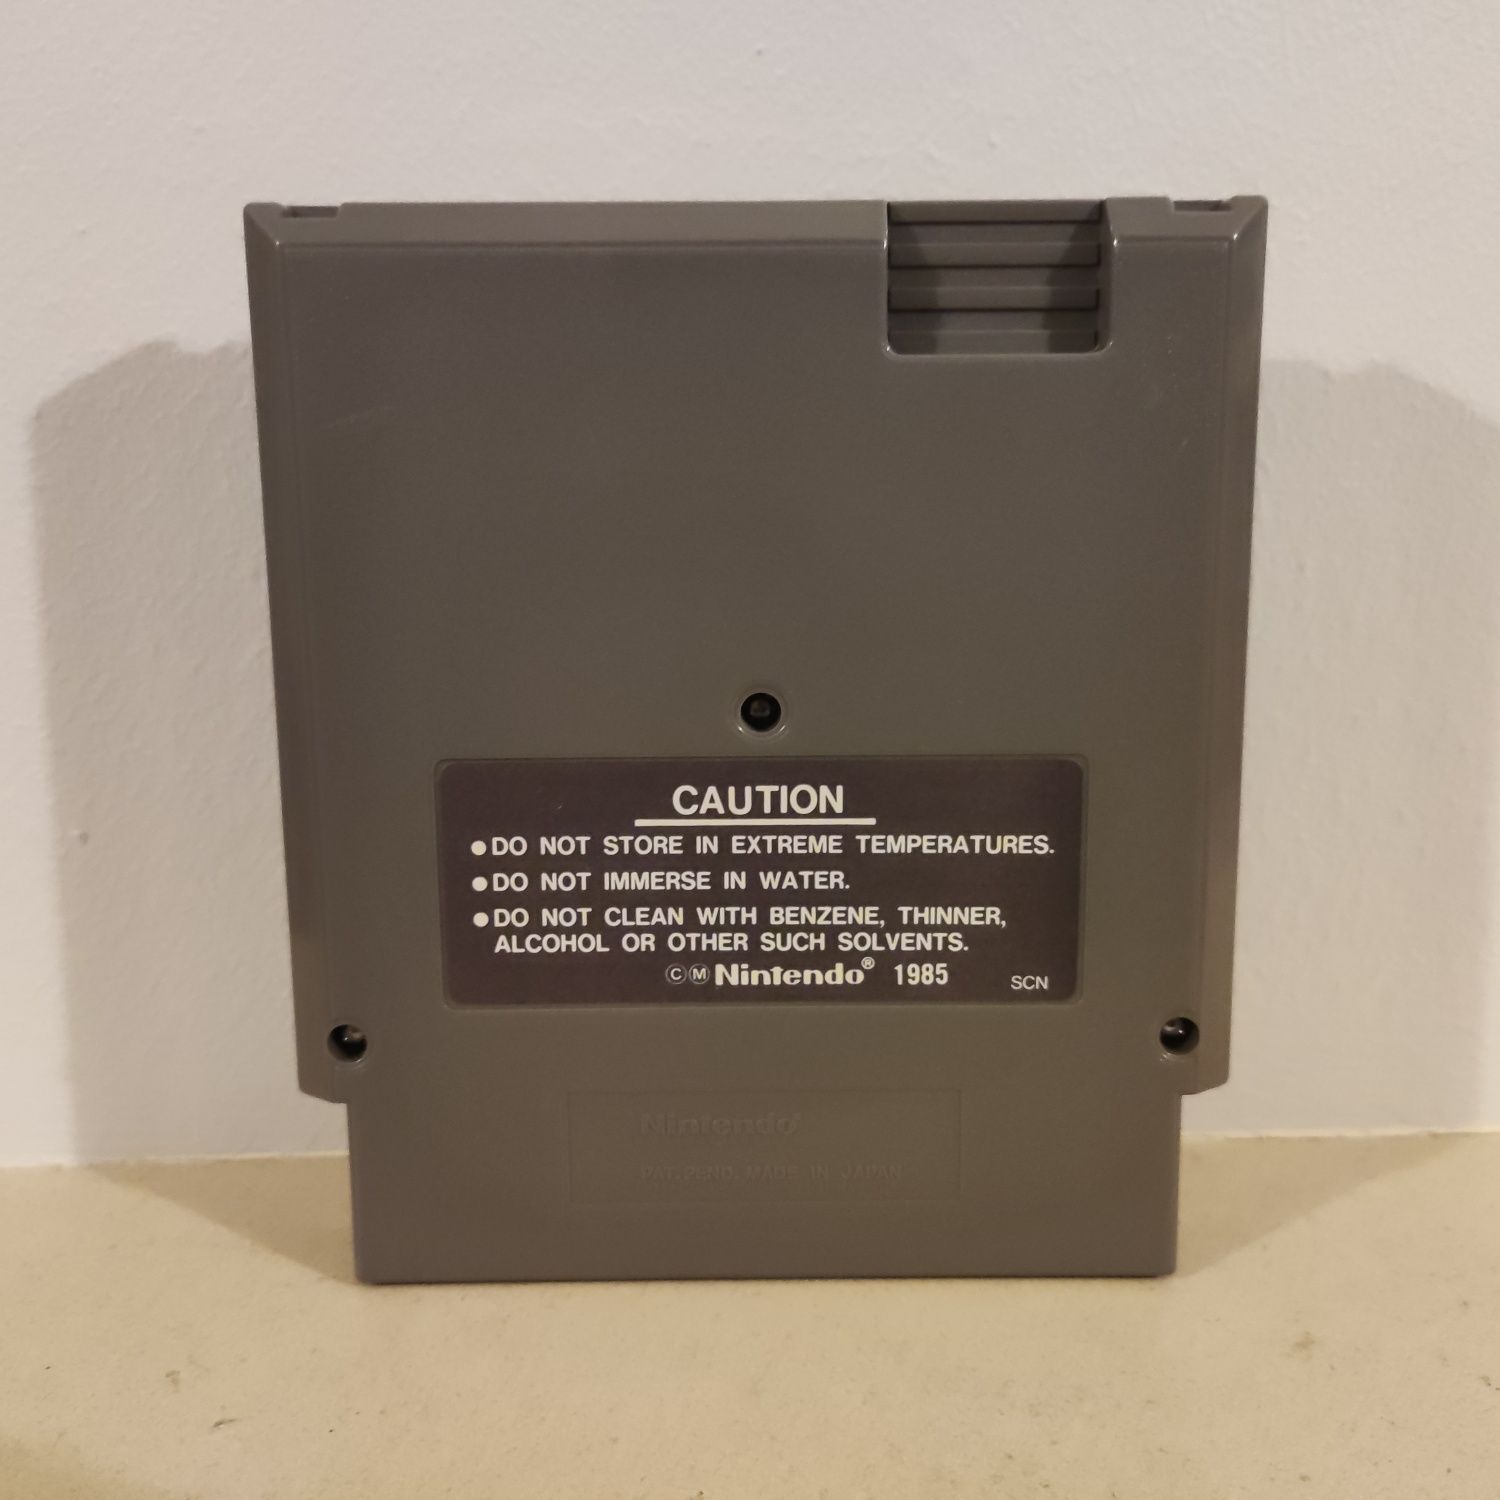 CAUTION
●DO NOT STORE IN EXTREME TEMPERATURES.
●DO NOT IMMERSE IN WATER.
●DO NOT CLEAN WITH BENZENE, THINNER,
ALCOHOL OR OTHER SUCH SOLVENTS.
ⒸⓂNintendo® 1985
SCN
Nintendo®
PAT. PEND. MADE IN JAPAN